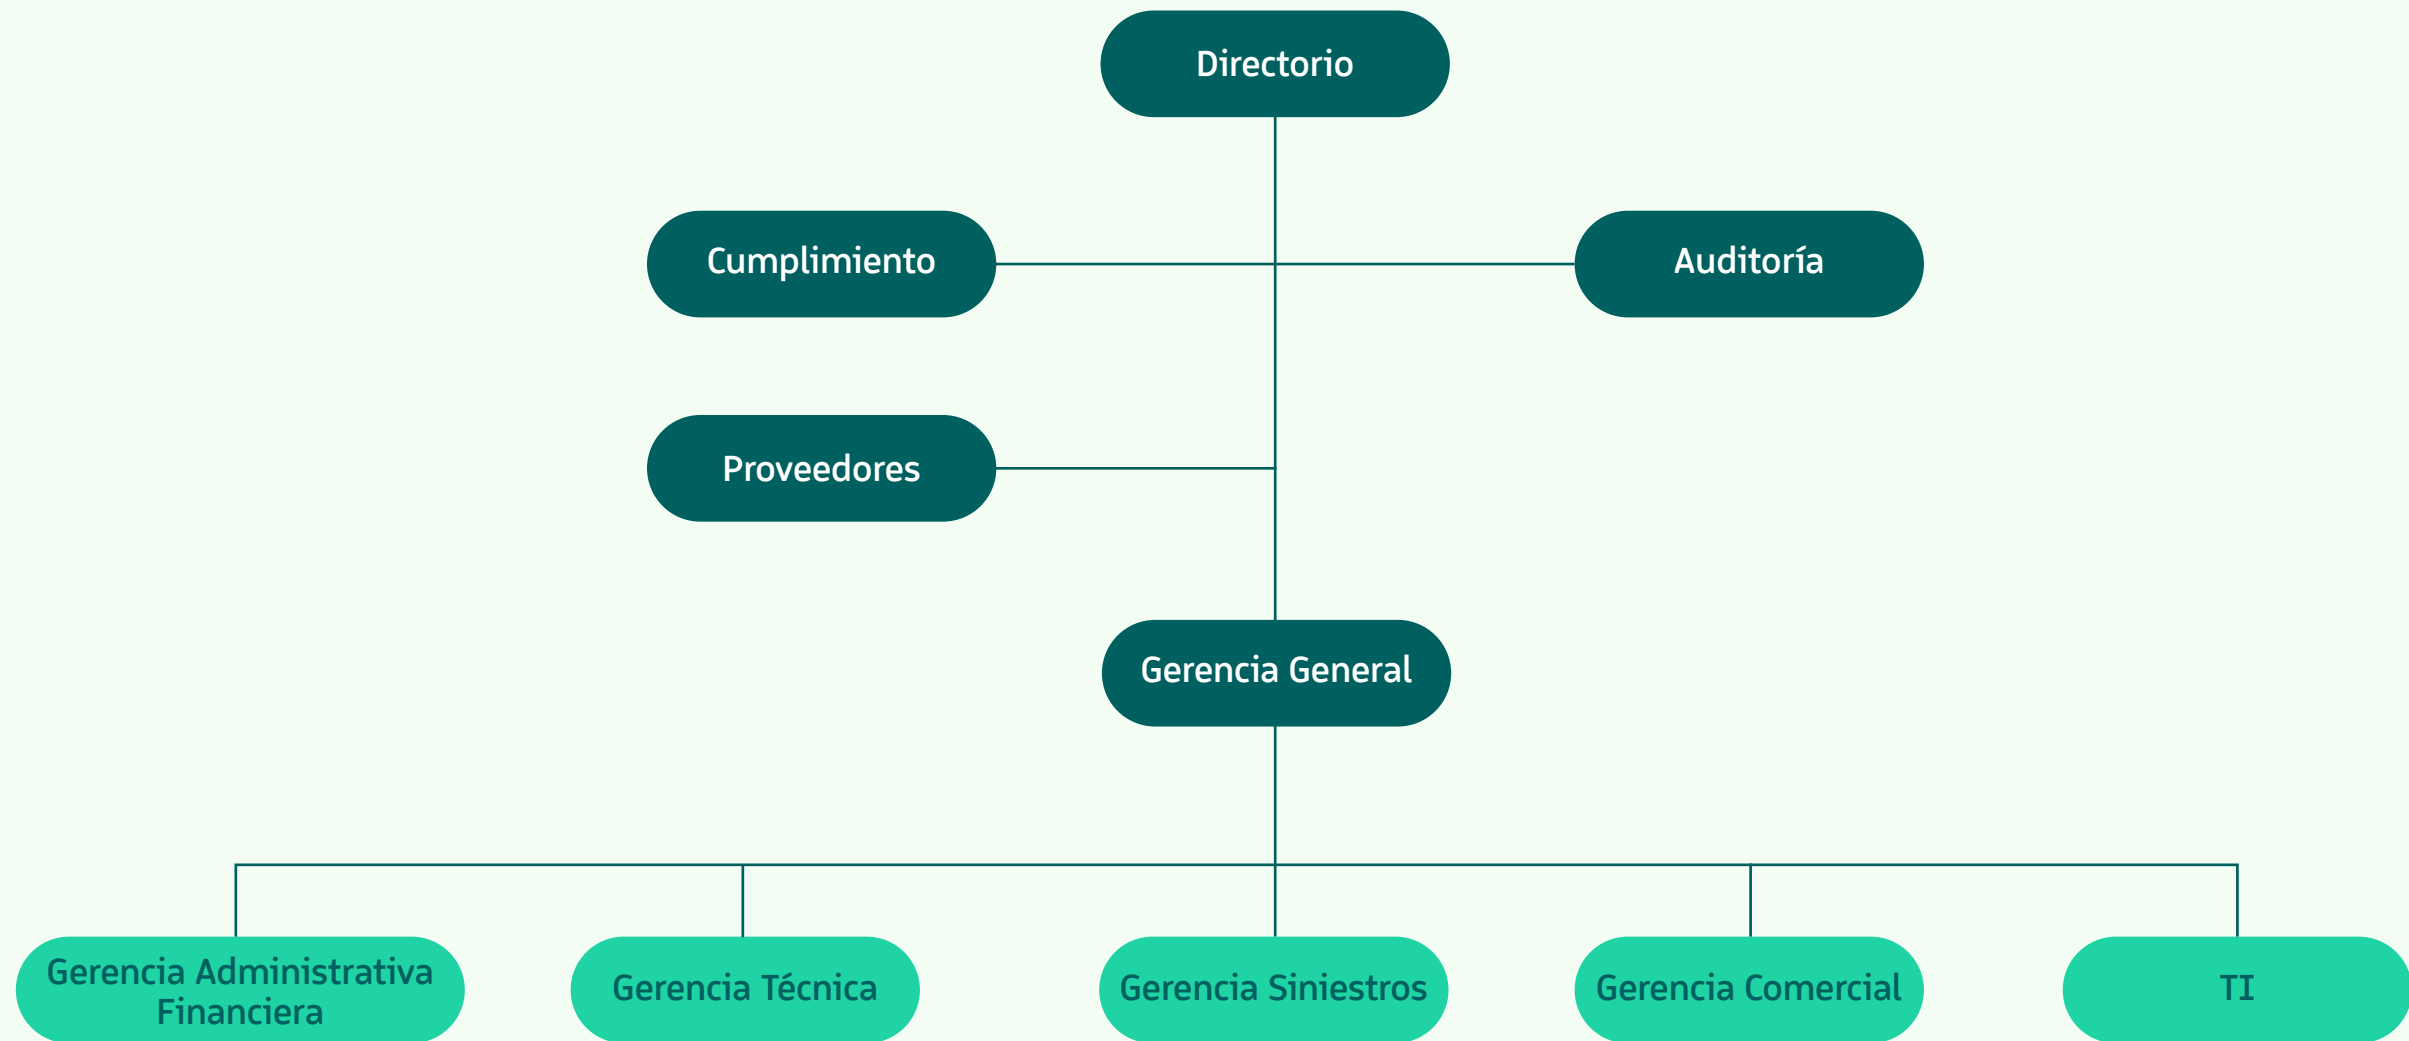 Directorio
Cumplimiento
Auditoría
Proveedores
Gerencia General
Gerencia Administrativa
Financiera
Gerencia Técnica
Gerencia Siniestros
Gerencia Comercial
TI